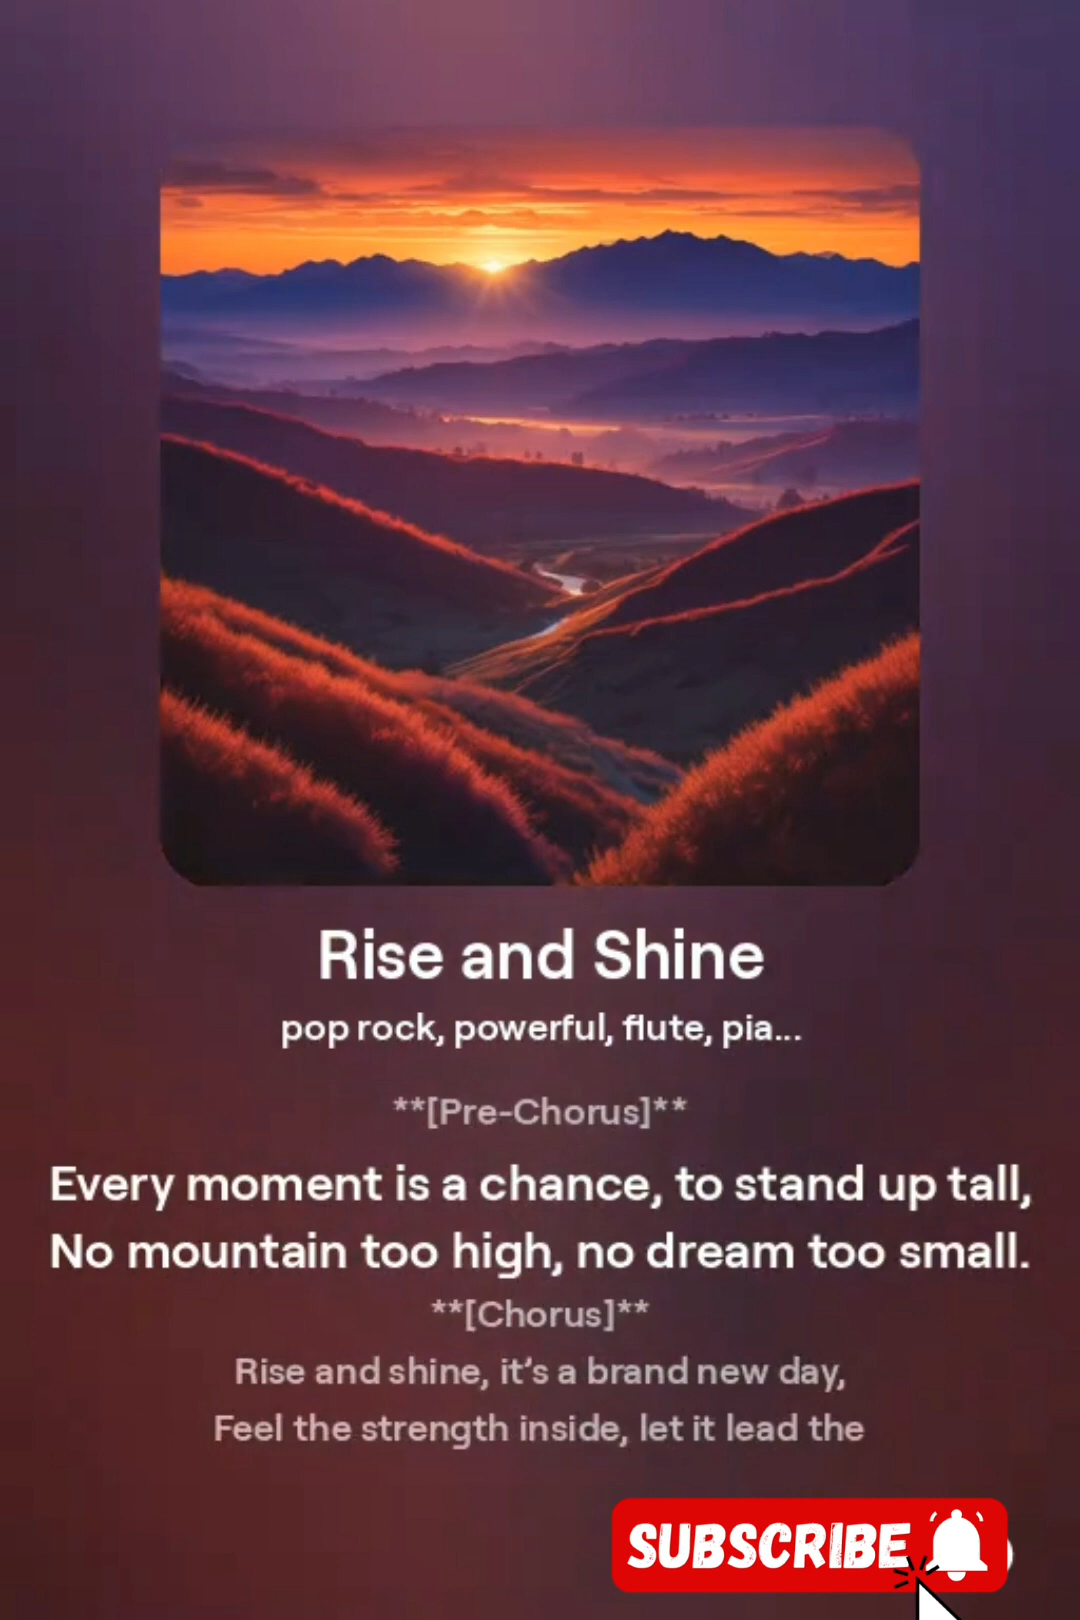 Rise and Shine
pop rock, powerful, flute, pia...
**[Pre-Chorus]**
Every moment is a chance, to stand up tall,
No mountain too high, no dream too small.
**[Chorus]**
Rise and shine, it's a brand new day,
Feel the strength inside, let it lead the
SUBSCRIBE